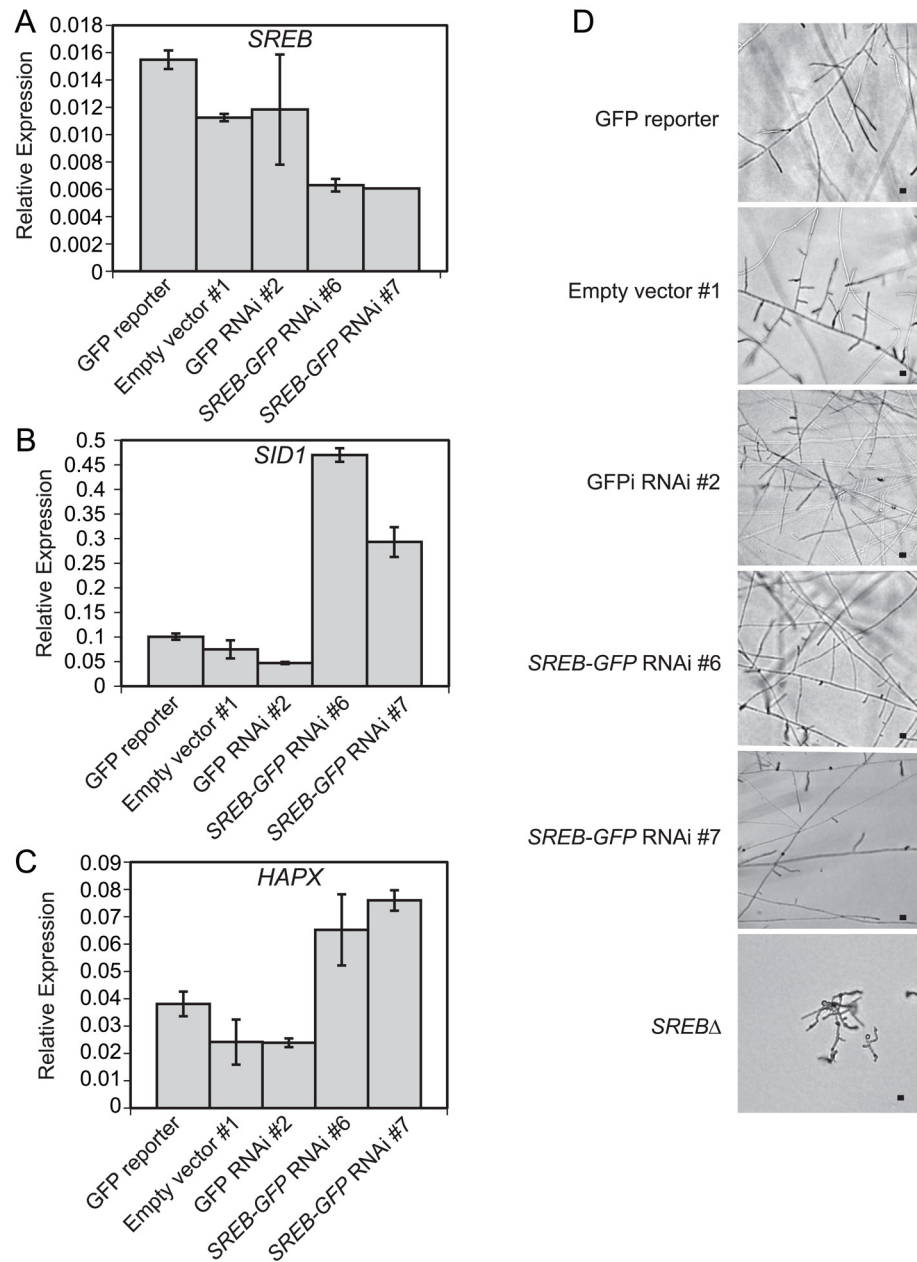 A
SREB
Relative Expression
0.018
0.016
0.014
0.012
0.010
0.008
0.006
0.004
0.002
0
GFP reporter
Empty vector #1
GFP RNAi #2
SREB-GFP RNAi #6
SREB-GFP RNAi #7
B
SID1
Relative Expression
0.5
0.45
0.4
0.35
0.3
0.25
0.2
0.15
0.1
0.05
0
GFP reporter
Empty vector #1
GFP RNAi #2
SREB-GFP RNAi #6
SREB-GFP RNAi #7
C
HAPX
Relative Expression
0.09
0.08
0.07
0.06
0.05
0.04
0.03
0.02
0.01
0
GFP reporter
Empty vector #1
GFP RNAi #2
SREB-GFP RNAi #6
SREB-GFP RNAi #7
D
GFP reporter
Empty vector #1
GFPi RNAi #2
SREB-GFP RNAi #6
SREB-GFP RNAi #7
SREBΔ